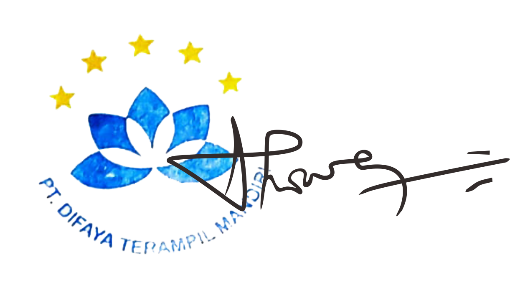 PT. DIFAYA TERAMPIL MANDIRI